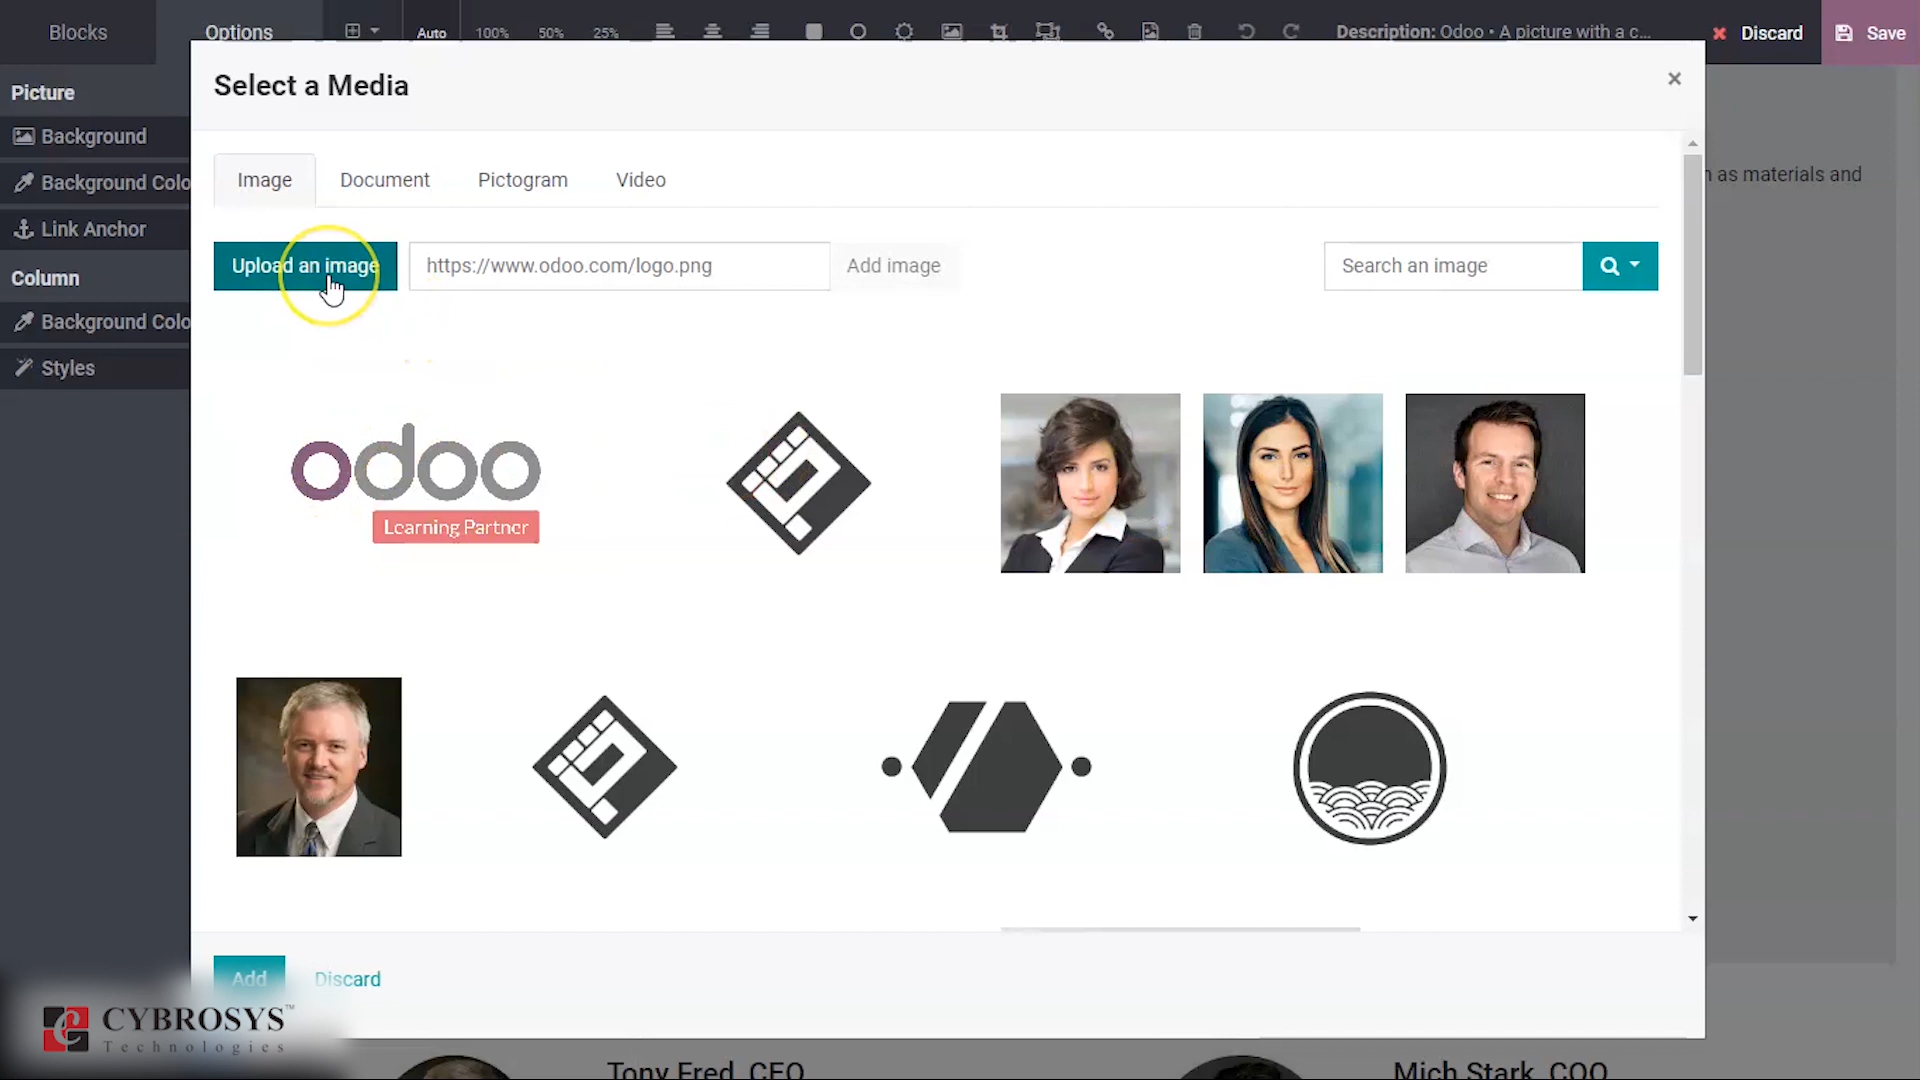 Blocks
Options
Auto
100%
50%
25%
Description: Odoo • A picture with a c...
Discard
Save
Picture
Background
Background Colo
Link Anchor
Column
Background Colo
Styles
Select a Media
×
Image
Document
Pictogram
Video
Upload an image
https://www.odoo.com/logo.png
Add image
Search an image
as materials and
odoo
Learning Partner
Add
Discard
CYBROSYS™
Technologies
Tony Fred, CEO
Mich Stark, COO